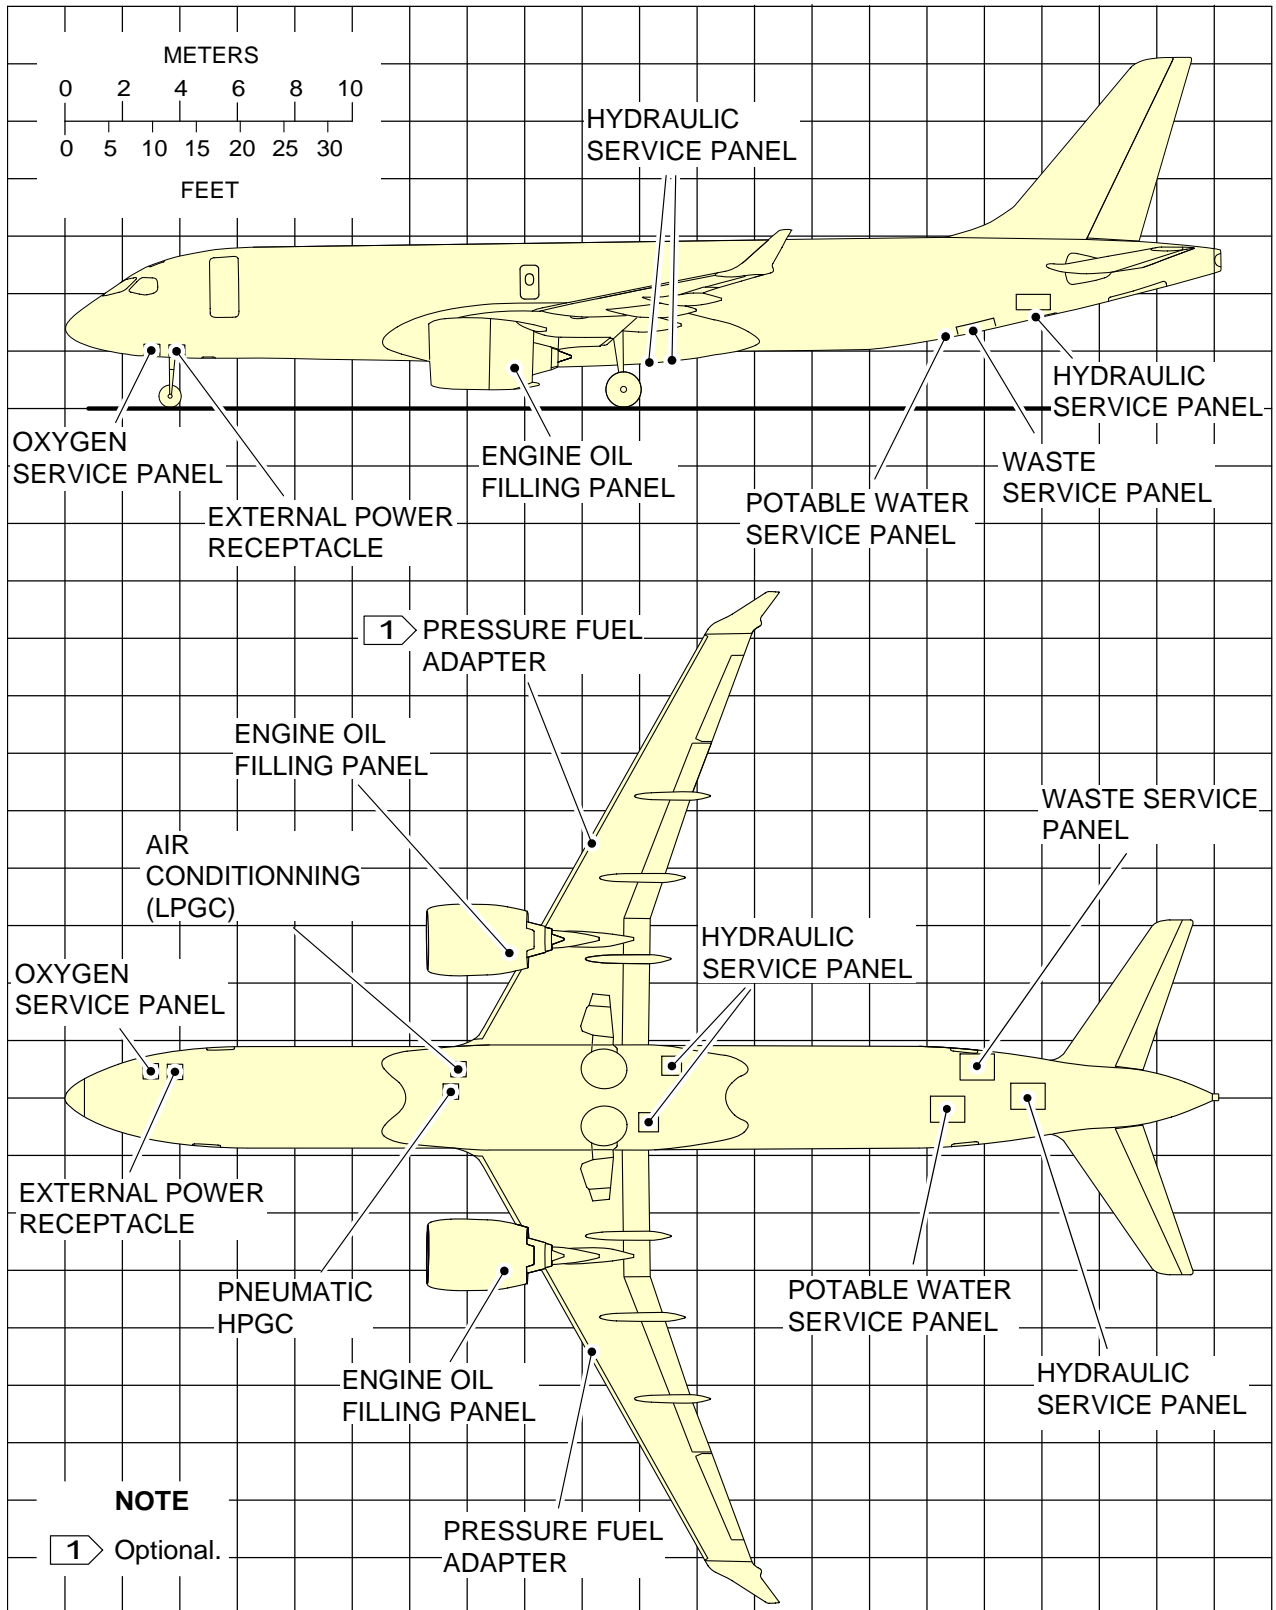 METERS
0 2 4 6 8 10
0 5 10 15 20 25 30
FEET
HYDRAULIC
SERVICE PANEL
OXYGEN
SERVICE PANEL
EXTERNAL POWER
RECEPTACLE
ENGINE OIL
FILLING PANEL
POTABLE WATER
SERVICE PANEL
WASTE
SERVICE PANEL
HYDRAULIC
SERVICE PANEL
1 PRESSURE FUEL
ADAPTER
ENGINE OIL
FILLING PANEL
AIR
CONDITIONNING
(LPGC)
OXYGEN
SERVICE PANEL
HYDRAULIC
SERVICE PANEL
WASTE SERVICE
PANEL
EXTERNAL POWER
RECEPTACLE
PNEUMATIC
HPGC
ENGINE OIL
FILLING PANEL
POTABLE WATER
SERVICE PANEL
HYDRAULIC
SERVICE PANEL
PRESSURE FUEL
ADAPTER
NOTE
1 Optional.